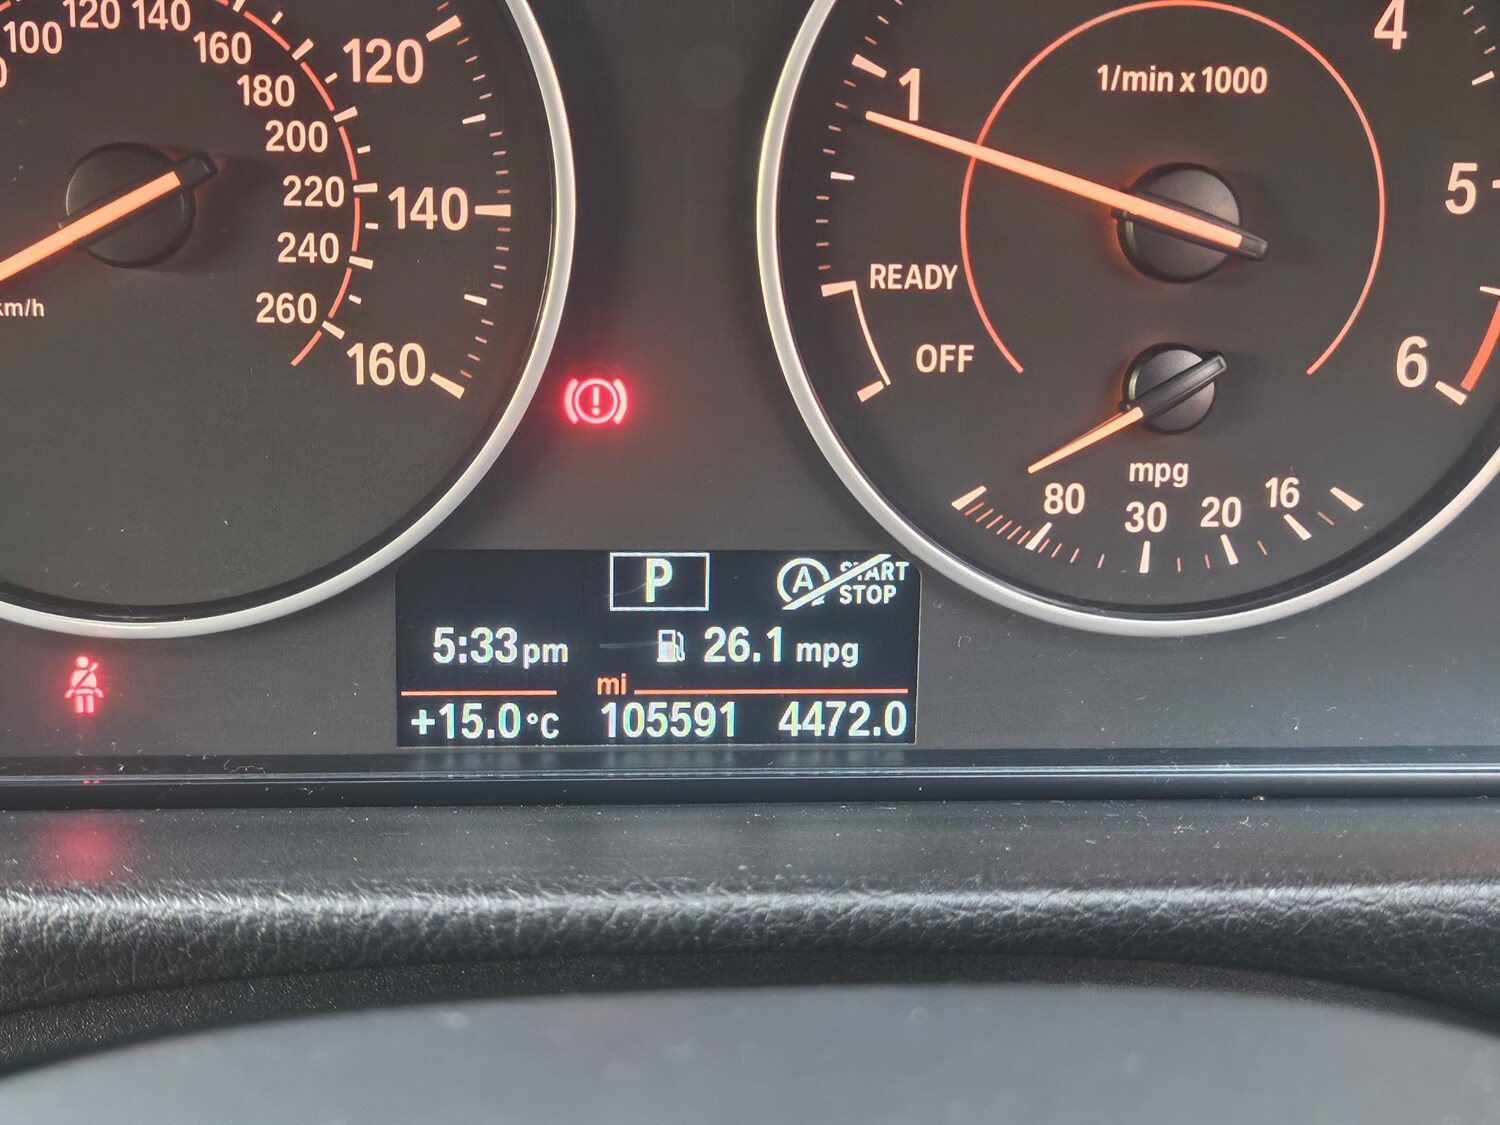 100
120
140
160
180
200
220
240
260
km/h
120
140
160
1/min x 1000
1
4
5
6
READY
OFF
mpg
80
30
20
16
P
A START
STOP
5:33 pm
26.1 mpg
mi
+15.0°C
105591
4472.0